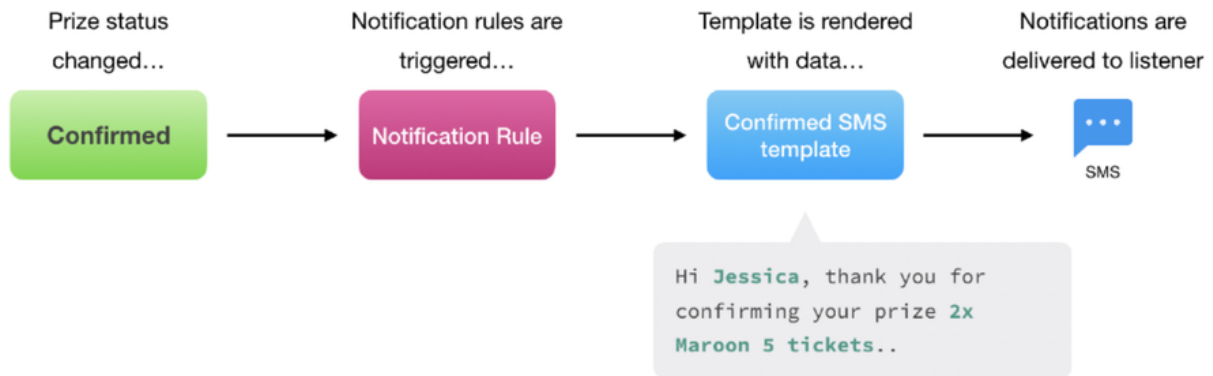 Prize status
changed…
Notification rules are
triggered…
Template is rendered
with data…
Notifications are
delivered to listener
Confirmed
Notification Rule
Confirmed SMS
template
SMS
Hi Jessica, thank you for
confirming your prize 2x
Maroon 5 tickets..